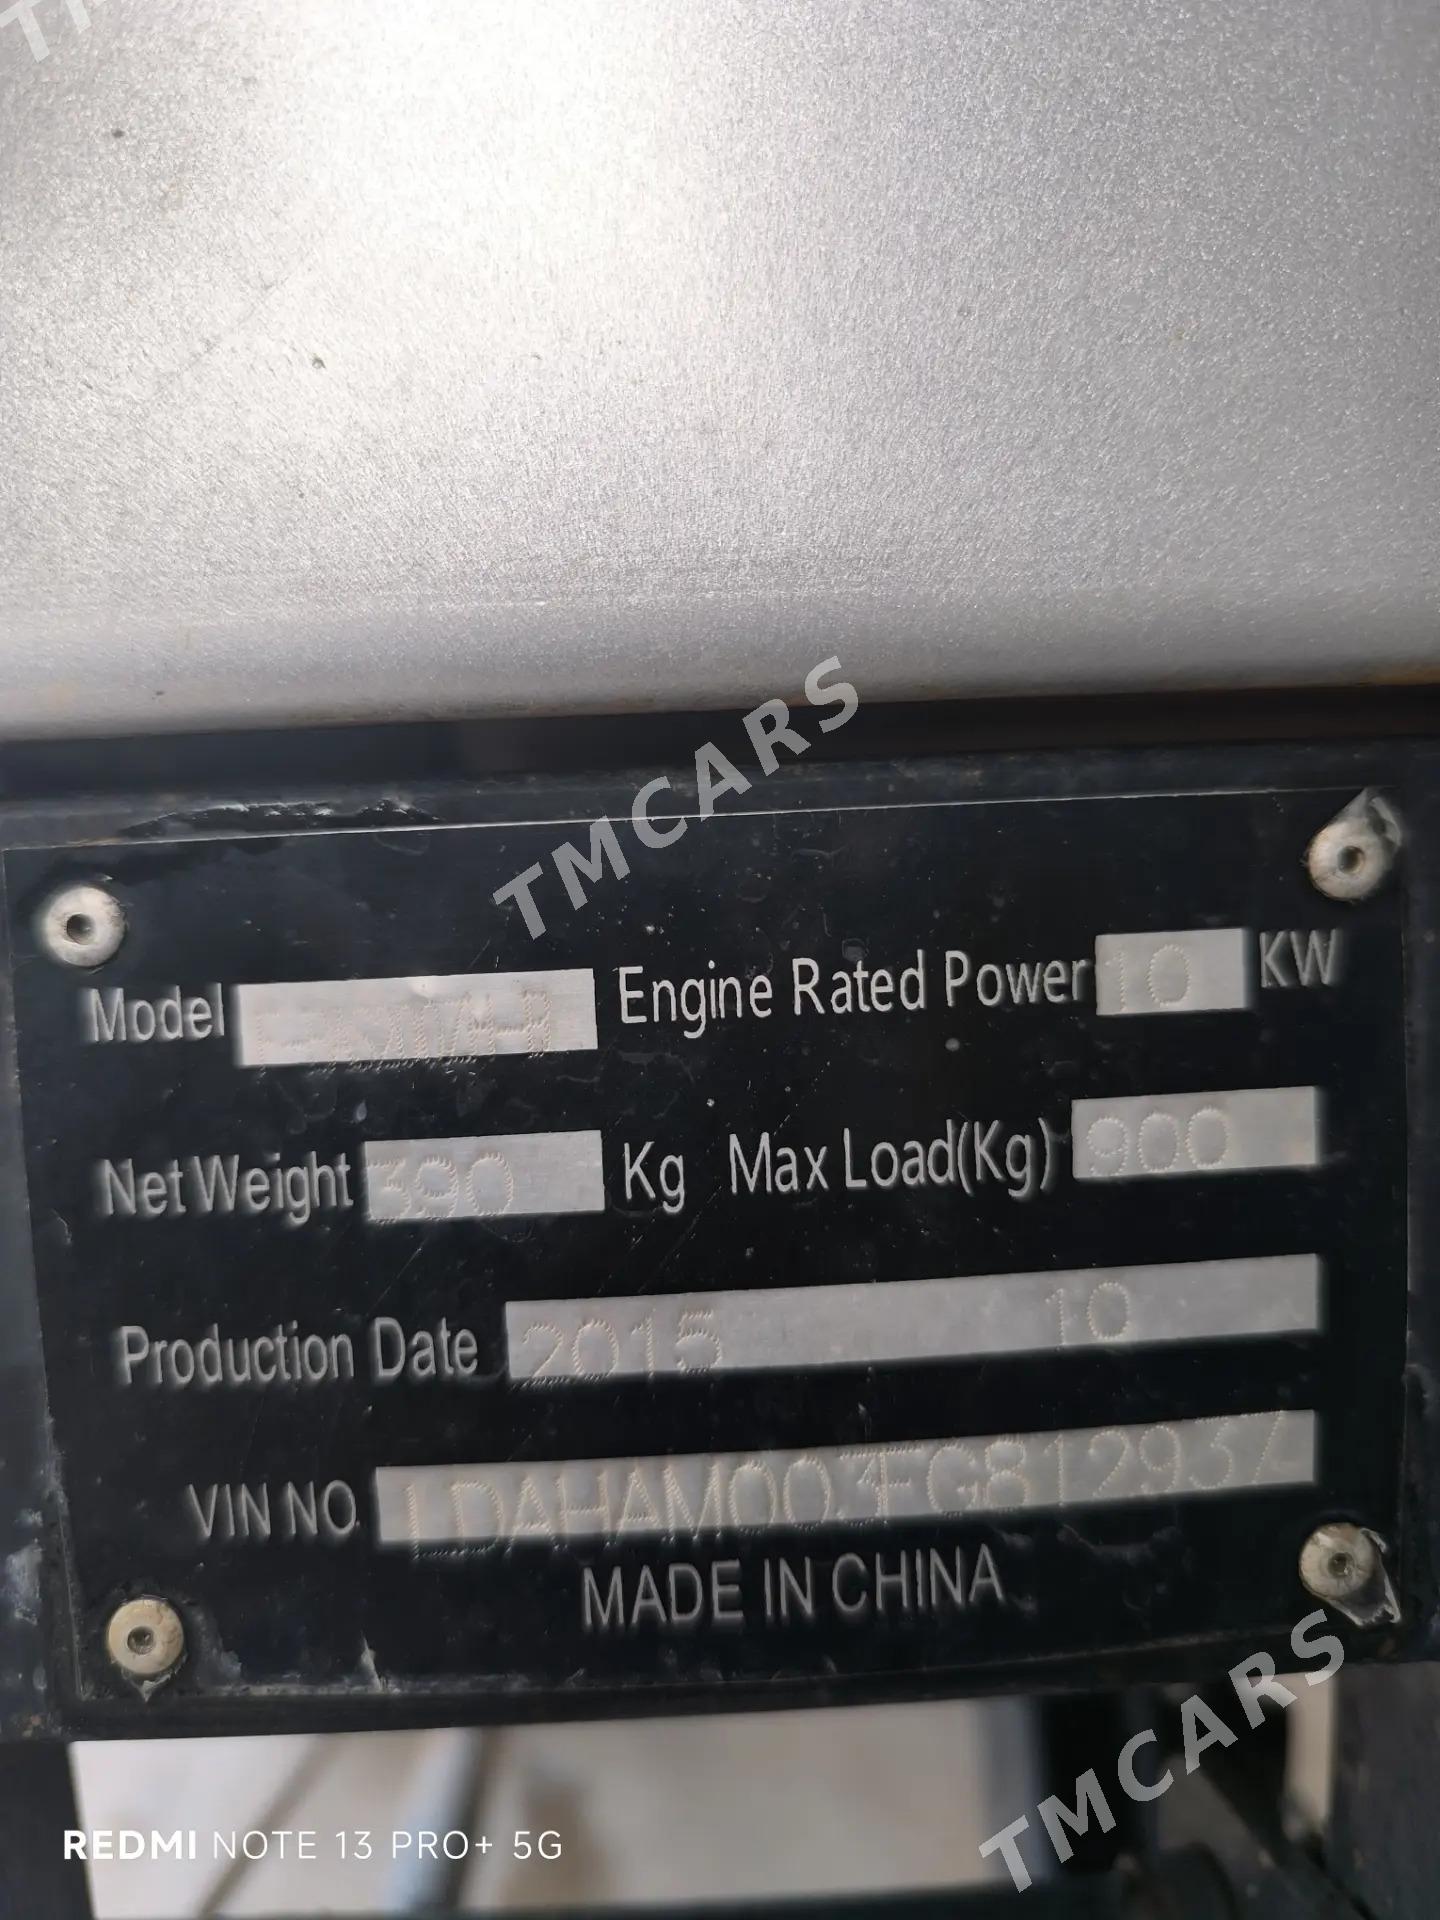 TMCARS
Model Engine Rated Power 10 KW
Net Weight 390 Kg Max Load(Kg) 900
Production Date 2015 10
VIN NO. LDAHAM003FG812937
MADE IN CHINA
TMCARS
REDMI NOTE 13 PRO+ 5G